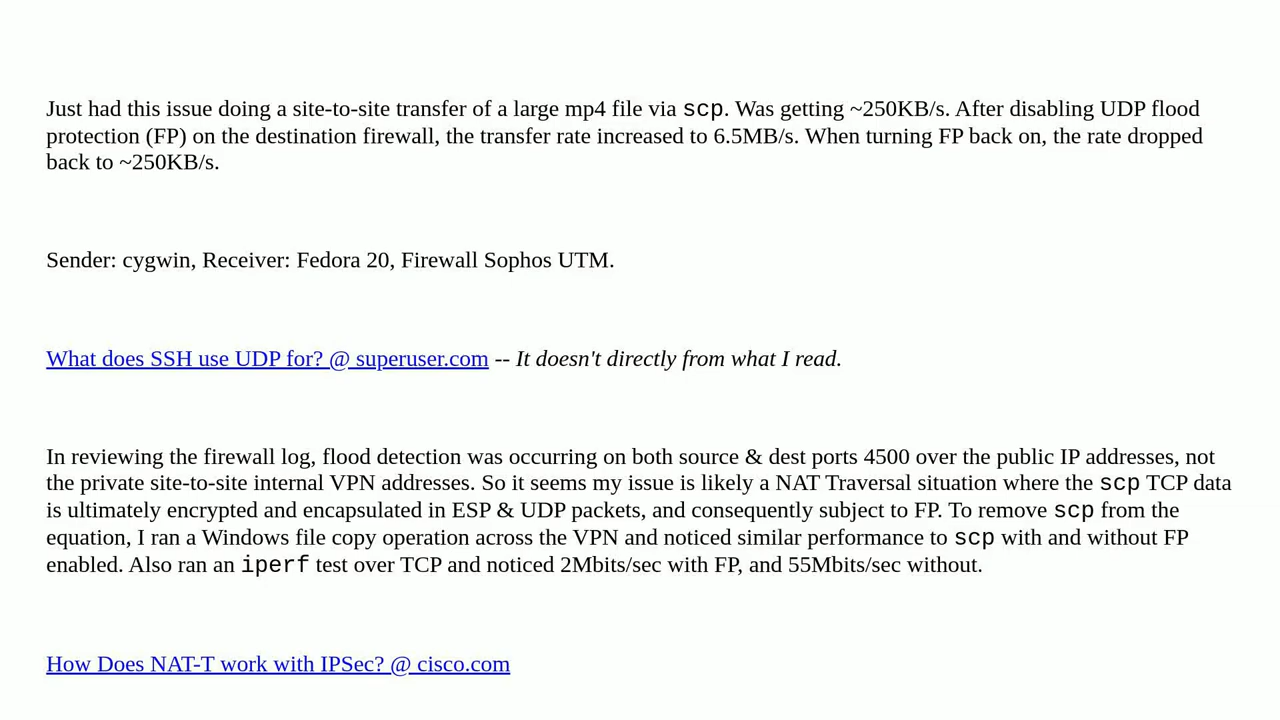 Just had this issue doing a site-to-site transfer of a large mp4 file via scp. Was getting ~250KB/s. After disabling UDP flood
protection (FP) on the destination firewall, the transfer rate increased to 6.5MB/s. When turning FP back on, the rate dropped
back to ~250KB/s.
Sender: cygwin, Receiver: Fedora 20, Firewall Sophos UTM.
What does SSH use UDP for? @ superuser.com -- It doesn't directly from what I read.
In reviewing the firewall log, flood detection was occurring on both source & dest ports 4500 over the public IP addresses, not
the private site-to-site internal VPN addresses. So it seems my issue is likely a NAT Traversal situation where the scp TCP data
is ultimately encrypted and encapsulated in ESP & UDP packets, and consequently subject to FP. To remove scp from the
equation, I ran a Windows file copy operation across the VPN and noticed similar performance to scp with and without FP
enabled. Also ran an iperf test over TCP and noticed 2Mbits/sec with FP, and 55Mbits/sec without.
How Does NAT-T work with IPSec? @ cisco.com